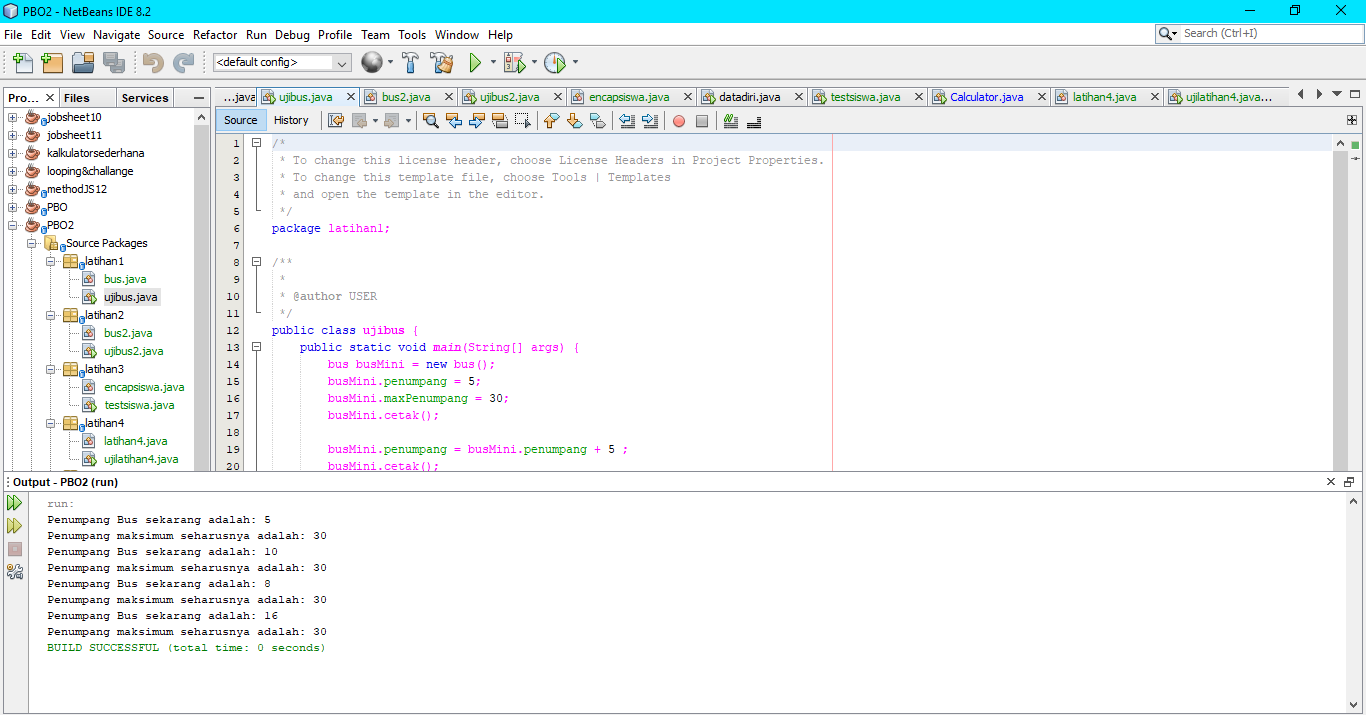 PBO2 - NetBeans IDE 8.2
File Edit View Navigate Source Refactor Run Debug Profile Team Tools Window Help
Search (Ctrl+I)
<default config>
Pro... Files Services
...java ujibus.java bus2.java ujibus2.java encapsiswa.java datadiri.java testsiswa.java Calculator.java latihan4.java ujilatihan4.java...
Source History
jobsheet10
jobsheet11
kalkulatorsederhana
looping&challange
methodJS12
PBO
PBO2
Source Packages
latihan1
bus.java
ujibus.java
latihan2
bus2.java
ujibus2.java
latihan3
encapsiswa.java
testsiswa.java
latihan4
latihan4.java
ujilatihan4.java
1 /*
2 * To change this license header, choose License Headers in Project Properties.
3 * To change this template file, choose Tools | Templates
4 * and open the template in the editor.
5 */
6 package latihan1;
7
8 /**
9 *
10 * @author USER
11 */
12 public class ujibus {
13 public static void main(String[] args) {
14 bus busMini = new bus();
15 busMini.penumpang = 5;
16 busMini.maxPenumpang = 30;
17 busMini.cetak();
18
19 busMini.penumpang = busMini.penumpang + 5 ;
20 busMini.cetak();
Output - PBO2 (run)
run:
Penumpang Bus sekarang adalah: 5
Penumpang maksimum seharusnya adalah: 30
Penumpang Bus sekarang adalah: 10
Penumpang maksimum seharusnya adalah: 30
Penumpang Bus sekarang adalah: 8
Penumpang maksimum seharusnya adalah: 30
Penumpang Bus sekarang adalah: 16
Penumpang maksimum seharusnya adalah: 30
BUILD SUCCESSFUL (total time: 0 seconds)